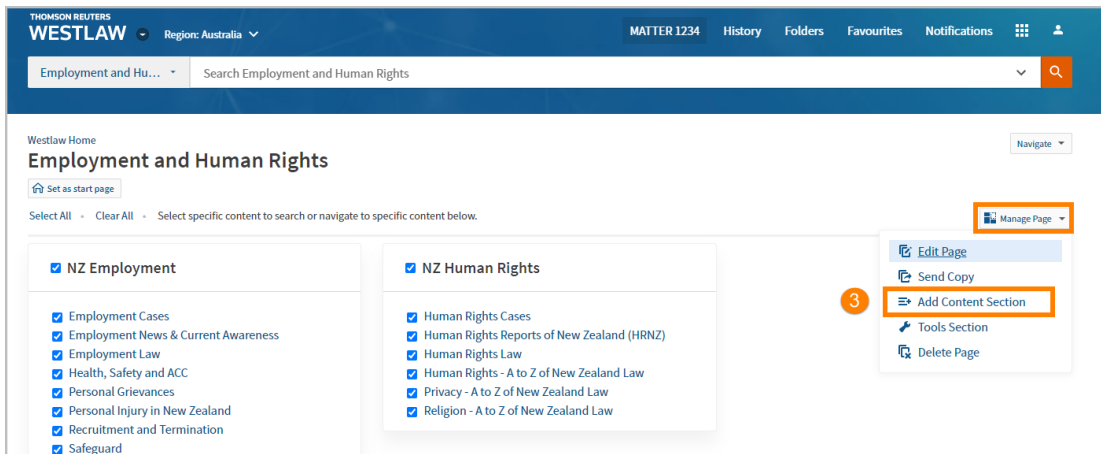 THOMSON REUTERS
WESTLAW Region: Australia MATTER 1234 History Folders Favourites Notifications
Employment and Hu... Search Employment and Human Rights
Westlaw Home
Navigate
Employment and Human Rights
Set as start page
Select All • Clear All • Select specific content to search or navigate to specific content below.
Manage Page
NZ Employment
Employment Cases
Employment News & Current Awareness
Employment Law
Health, Safety and ACC
Personal Grievances
Personal Injury in New Zealand
Recruitment and Termination
Safeguard
NZ Human Rights
Human Rights Cases
Human Rights Reports of New Zealand (HRNZ)
Human Rights Law
Human Rights - A to Z of New Zealand Law
Privacy - A to Z of New Zealand Law
Religion - A to Z of New Zealand Law
Edit Page
Send Copy
3 Add Content Section
Tools Section
Delete Page